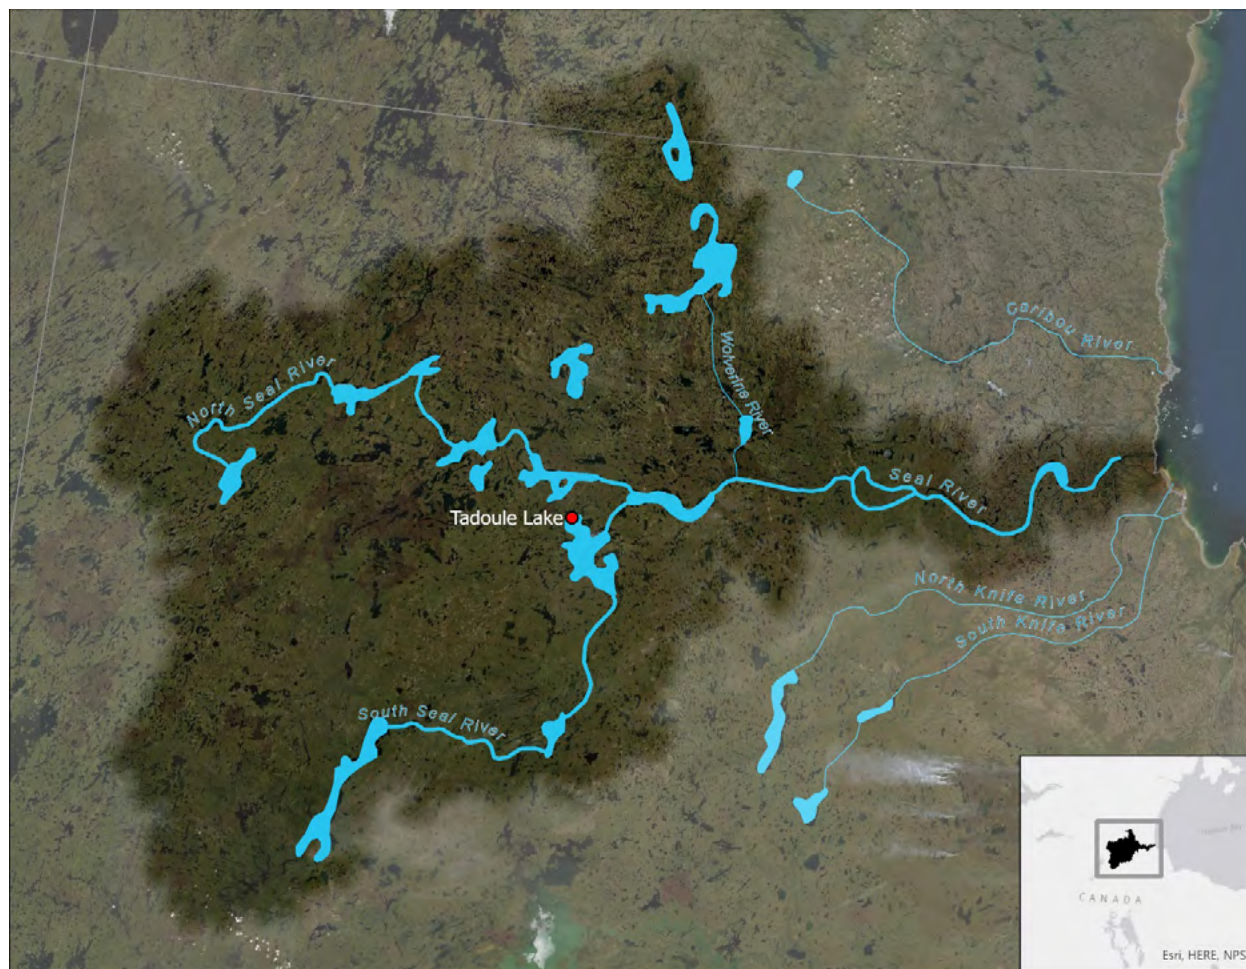 Caribou River
Wolverine River
North Seal River
Seal River
Tadoule Lake
North Knife River
South Knife River
South Seal River
CANADA
Esri, HERE, NPS